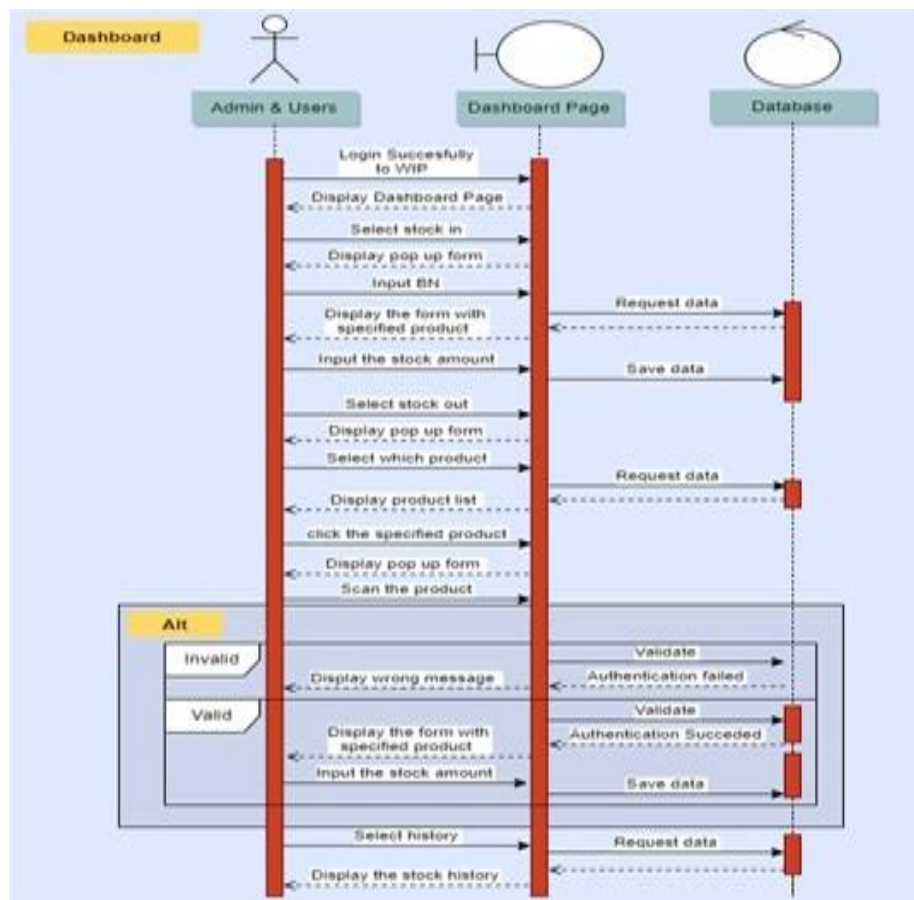 Dashboard
Admin & Users
Dashboard Page
Database
Login Succesfully
to WIP
Display Dashboard Page
Select stock in
Display pop up form
Input BN
Request data
Display the form with
specified product
Input the stock amount
Save data
Select stock out
Display pop up form
Select which product
Request data
Display product list
click the specified product
Display pop up form
Scan the product
Alt
Invalid
Validate
Authentication failed
Display wrong message
Valid
Validate
Authentication Succeded
Display the form with
specified product
Input the stock amount
Save data
Select history
Request data
Display the stock history